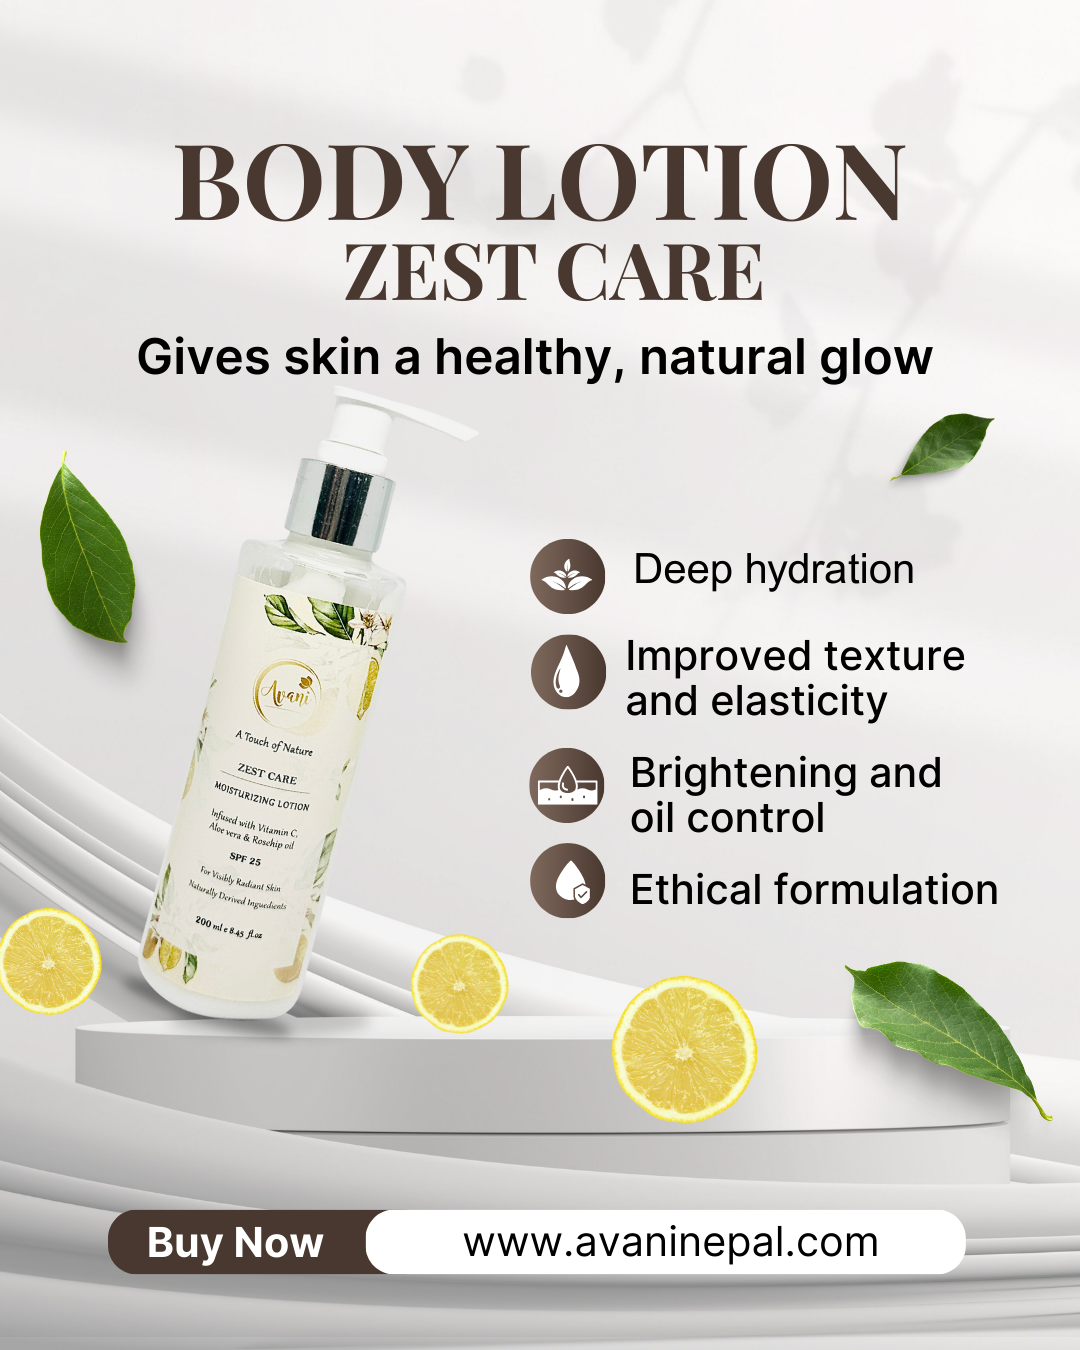 BODY LOTION
ZEST CARE
Gives skin a healthy, natural glow
Avani
A Touch of Nature
ZEST CARE
MOISTURIZING LOTION
Infused with Vitamin C,
Aloe vera & Rosehip oil
SPF 25
For Visibly Radiant Skin
Naturally Derived Inguedients
200 ml e 8.45 fl.oz
Deep hydration
Improved texture
and elasticity
Brightening and
oil control
Ethical formulation
Buy Now
www.avaninepal.com